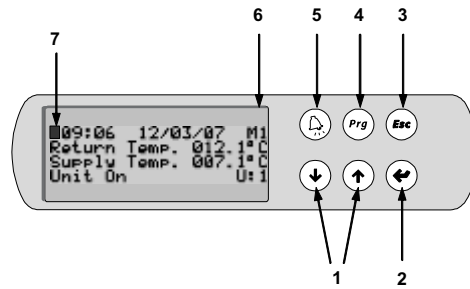 7 6 5 4 3
09:06 12/03/07 M1
Return Temp. 012.1°C
Supply Temp. 007.1°C
Unit On U:1
Prg
Esc
1 2